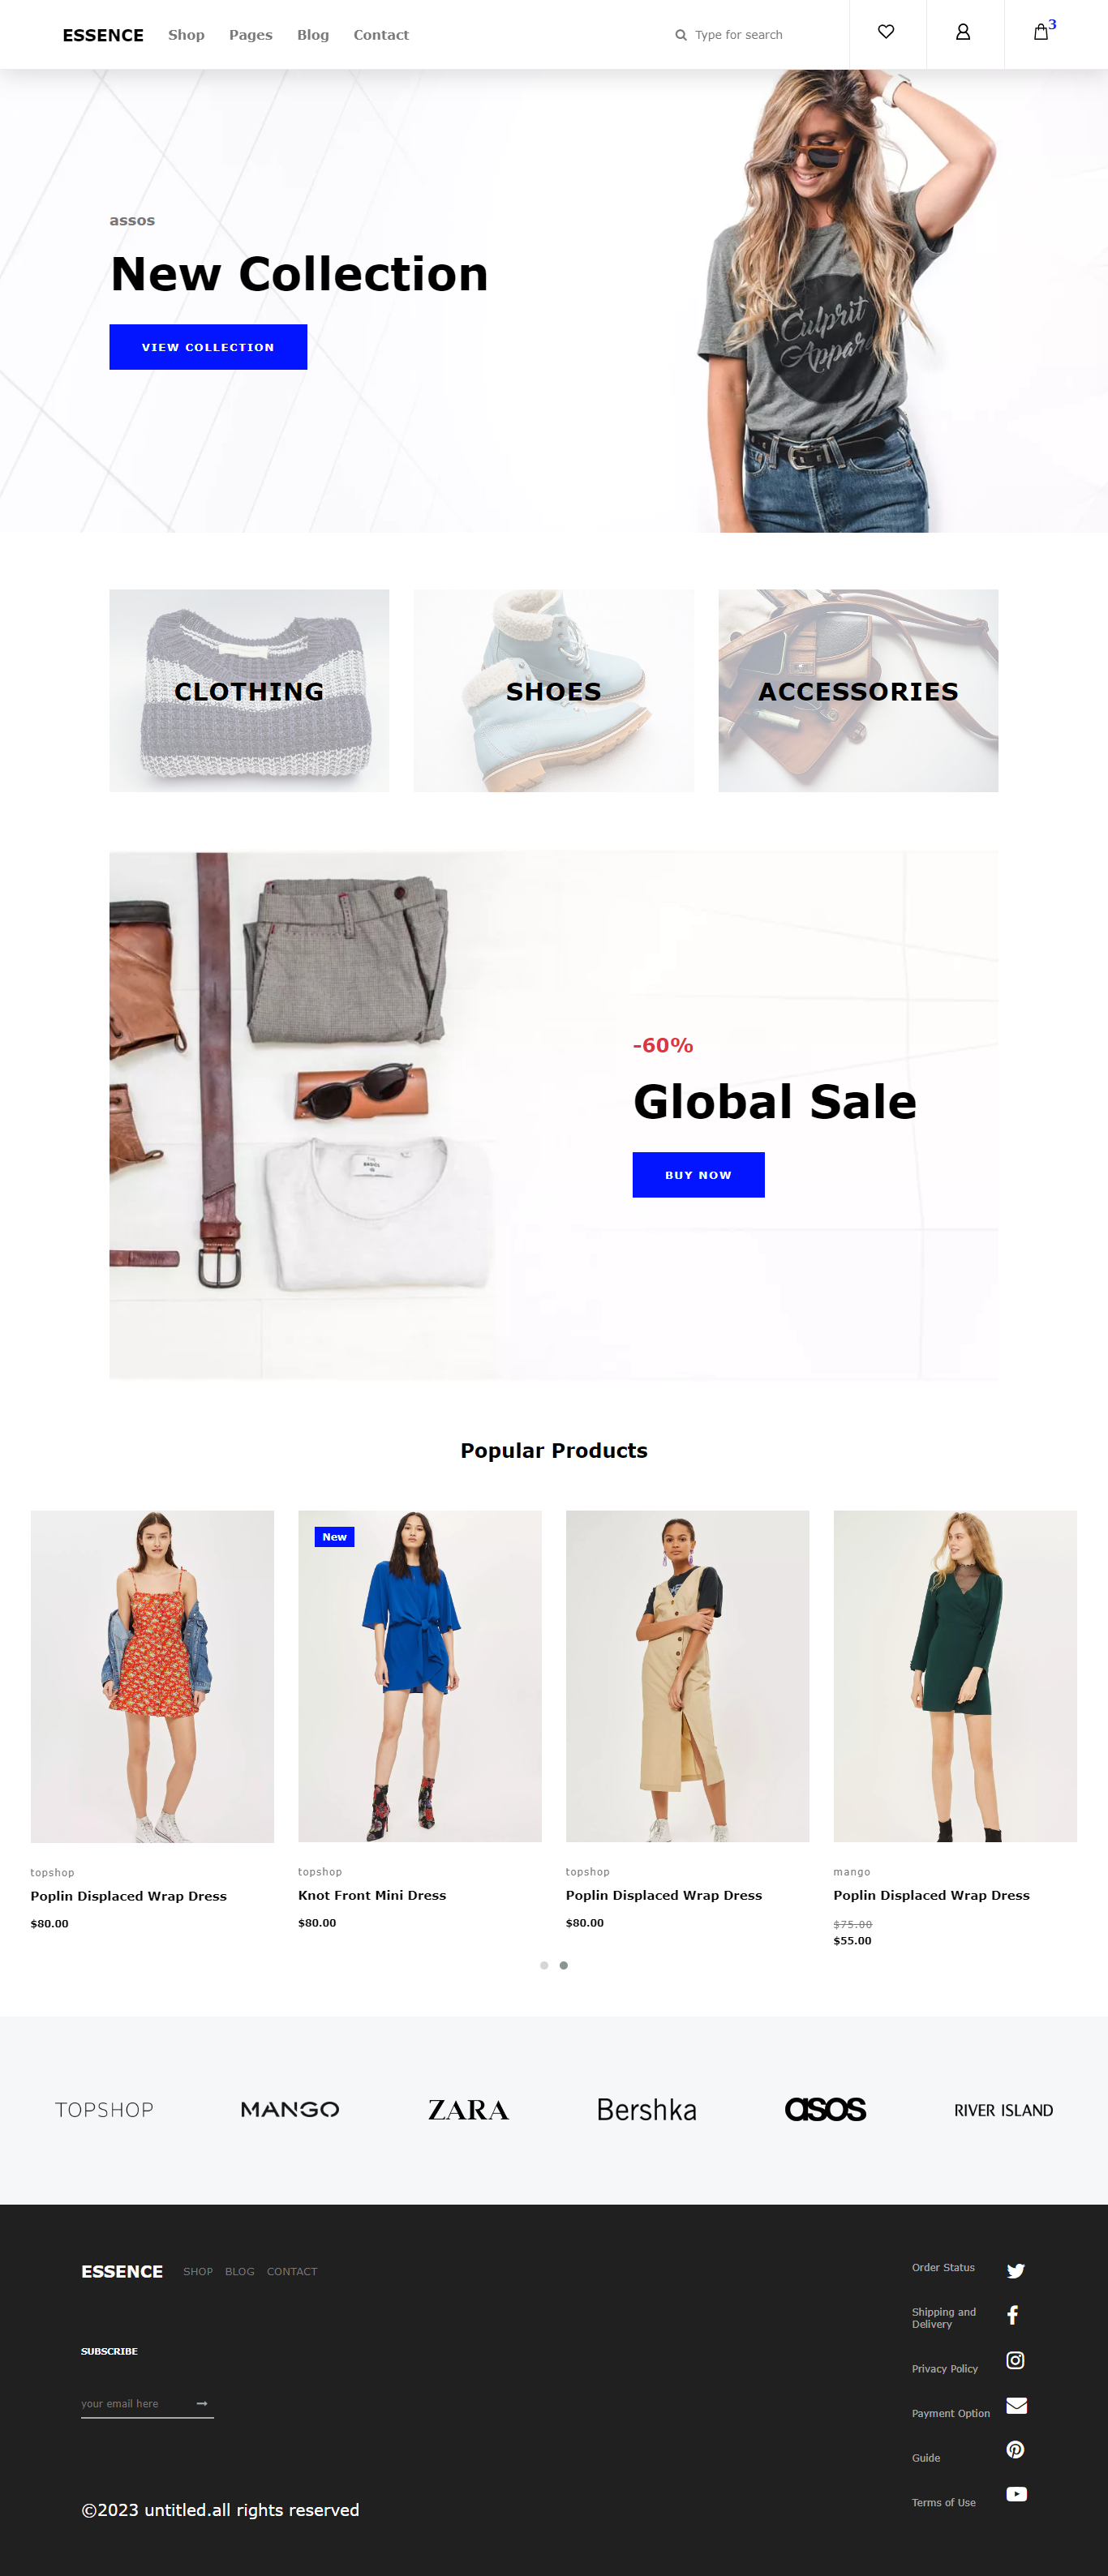 ESSENCE Shop Pages Blog Contact Type for search 3
assos
New Collection
VIEW COLLECTION
Culprit
CLOTHING SHOES ACCESSORIES
THE
BASICS
-60%
Global Sale
BUY NOW
Popular Products
New
topshop
Poplin Displaced Wrap Dress
$80.00
topshop
Knot Front Mini Dress
$80.00
topshop
Poplin Displaced Wrap Dress
$80.00
mango
Poplin Displaced Wrap Dress
$75.00
$55.00
TOPSHOP MANGO ZARA Bershka asos RIVER ISLAND
ESSENCE SHOP BLOG CONTACT
SUBSCRIBE
your email here
©2023 untitled.all rights reserved
Order Status
Shipping and
Delivery
Privacy Policy
Payment Option
Guide
Terms of Use